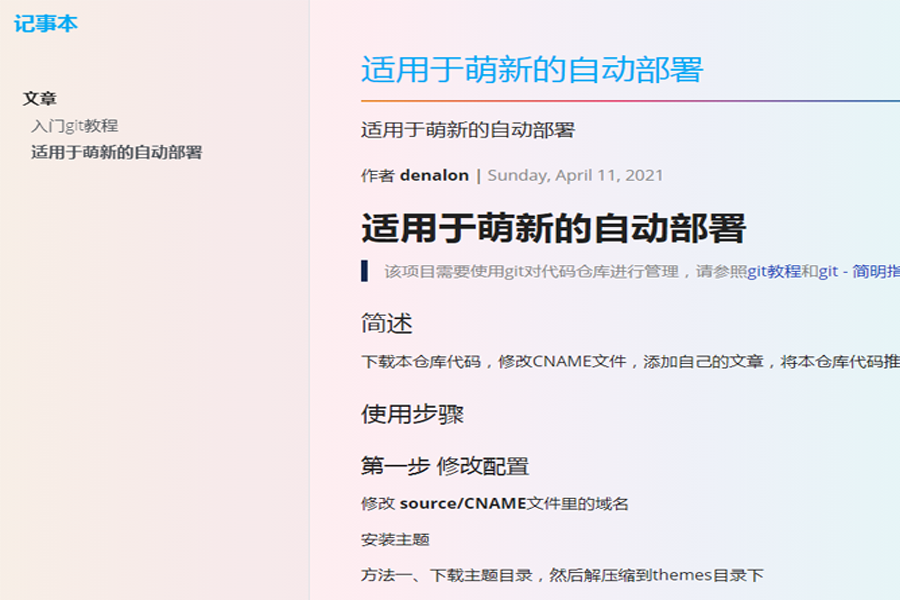 记事本
文章
入门git教程
适用于萌新的自动部署
适用于萌新的自动部署
适用于萌新的自动部署
作者 denalon | Sunday, April 11, 2021
适用于萌新的自动部署
该项目需要使用git对代码仓库进行管理，请参照git教程和git - 简明指
简述
下载本仓库代码，修改CNAME文件，添加自己的文章，将本仓库代码推
使用步骤
第一步 修改配置
修改 source/CNAME文件里的域名
安装主题
方法一、下载主题目录，然后解压缩到themes目录下